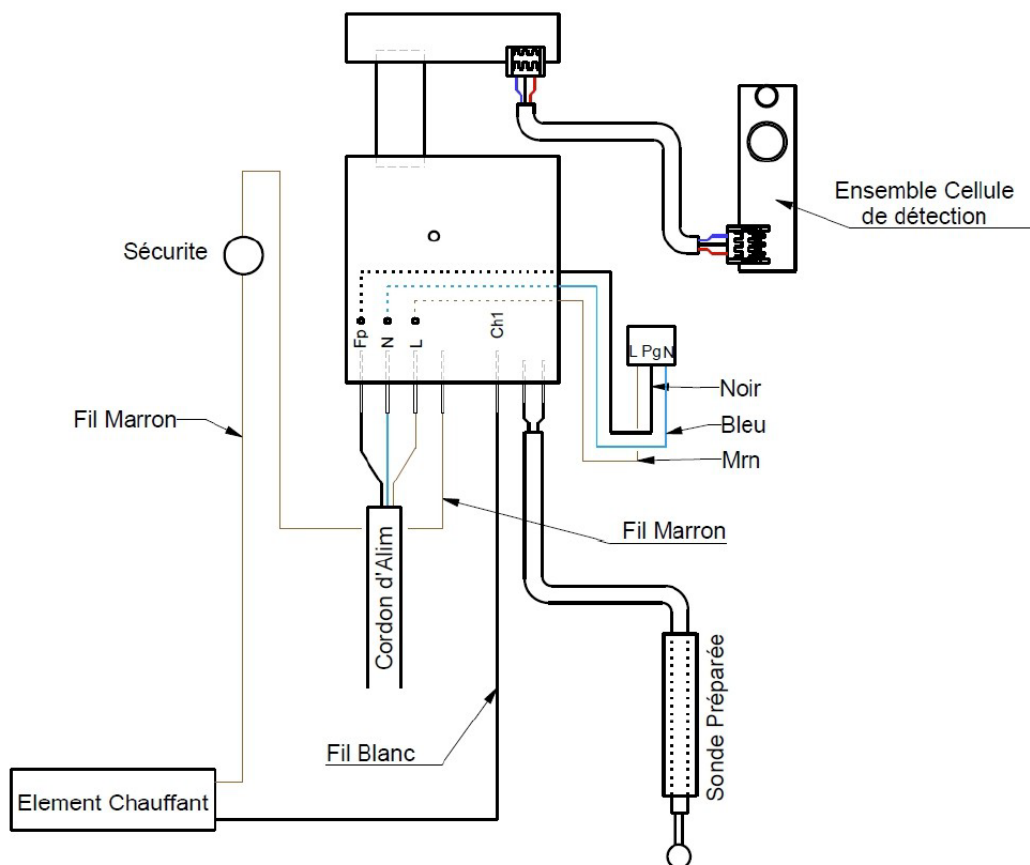 Ensemble Cellule
de détection
Sécurite
Fp
N
L
Ch1
L Pg N
Noir
Bleu
Mrn
Fil Marron
Fil Marron
Cordon d'Alim
Sonde Préparée
Fil Blanc
Element Chauffant